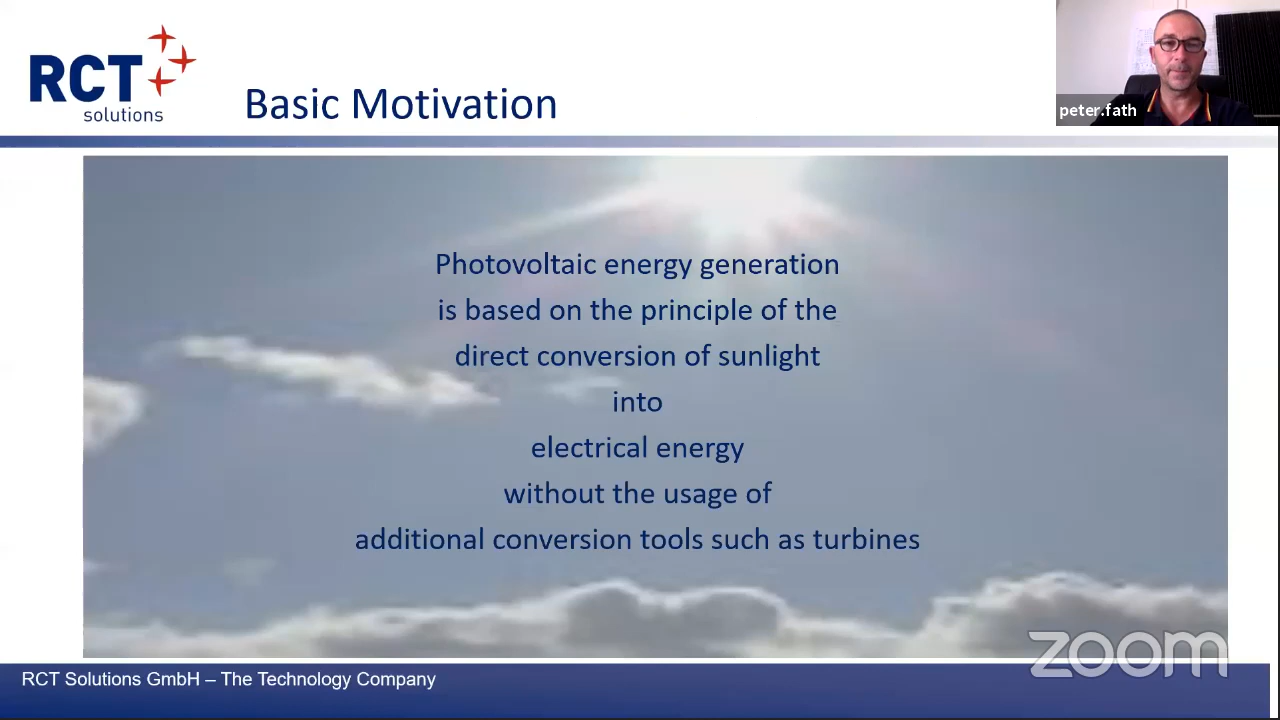 RCT
solutions
Basic Motivation
peter.fath
Photovoltaic energy generation
is based on the principle of the
direct conversion of sunlight
into
electrical energy
without the usage of
additional conversion tools such as turbines
zoom
RCT Solutions GmbH – The Technology Company